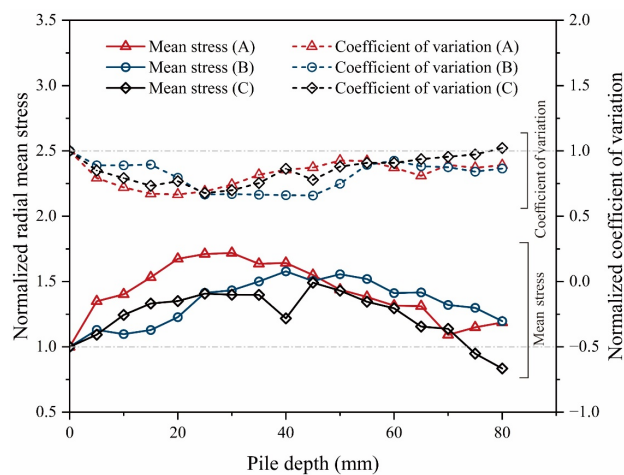 3.5
3.0
2.5
2.0
1.5
1.0
0.5
Normalized radial mean stress
Mean stress (A)
Mean stress (B)
Mean stress (C)
Coefficient of variation (A)
Coefficient of variation (B)
Coefficient of variation (C)
Coefficient of variation
Mean stress
2.0
1.5
1.0
0.5
0.0
−0.5
−1.0
Normalized coefficient of variation
0 20 40 60 80 100
Pile depth (mm)